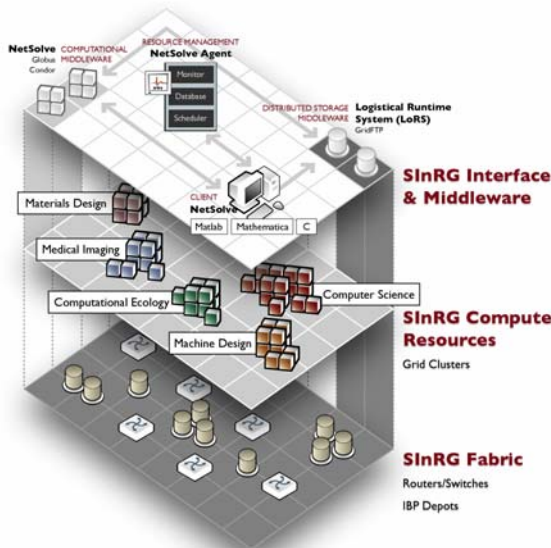 RESOURCE MANAGEMENT
NetSolve Agent
Monitor
Database
Scheduler
NetSolve
Globus
Condor
COMPUTATIONAL
MIDDLEWARE
DISTRIBUTED STORAGE
MIDDLEWARE
Logistical Runtime
System (LoRS)
GridFTP
CLIENT
NetSolve
Matlab
Mathematica
C
SInRG Interface
& Middleware
Materials Design
Medical Imaging
Computational Ecology
Computer Science
Machine Design
SInRG Compute
Resources
Grid Clusters
SInRG Fabric
Routers/Switches
IBP Depots